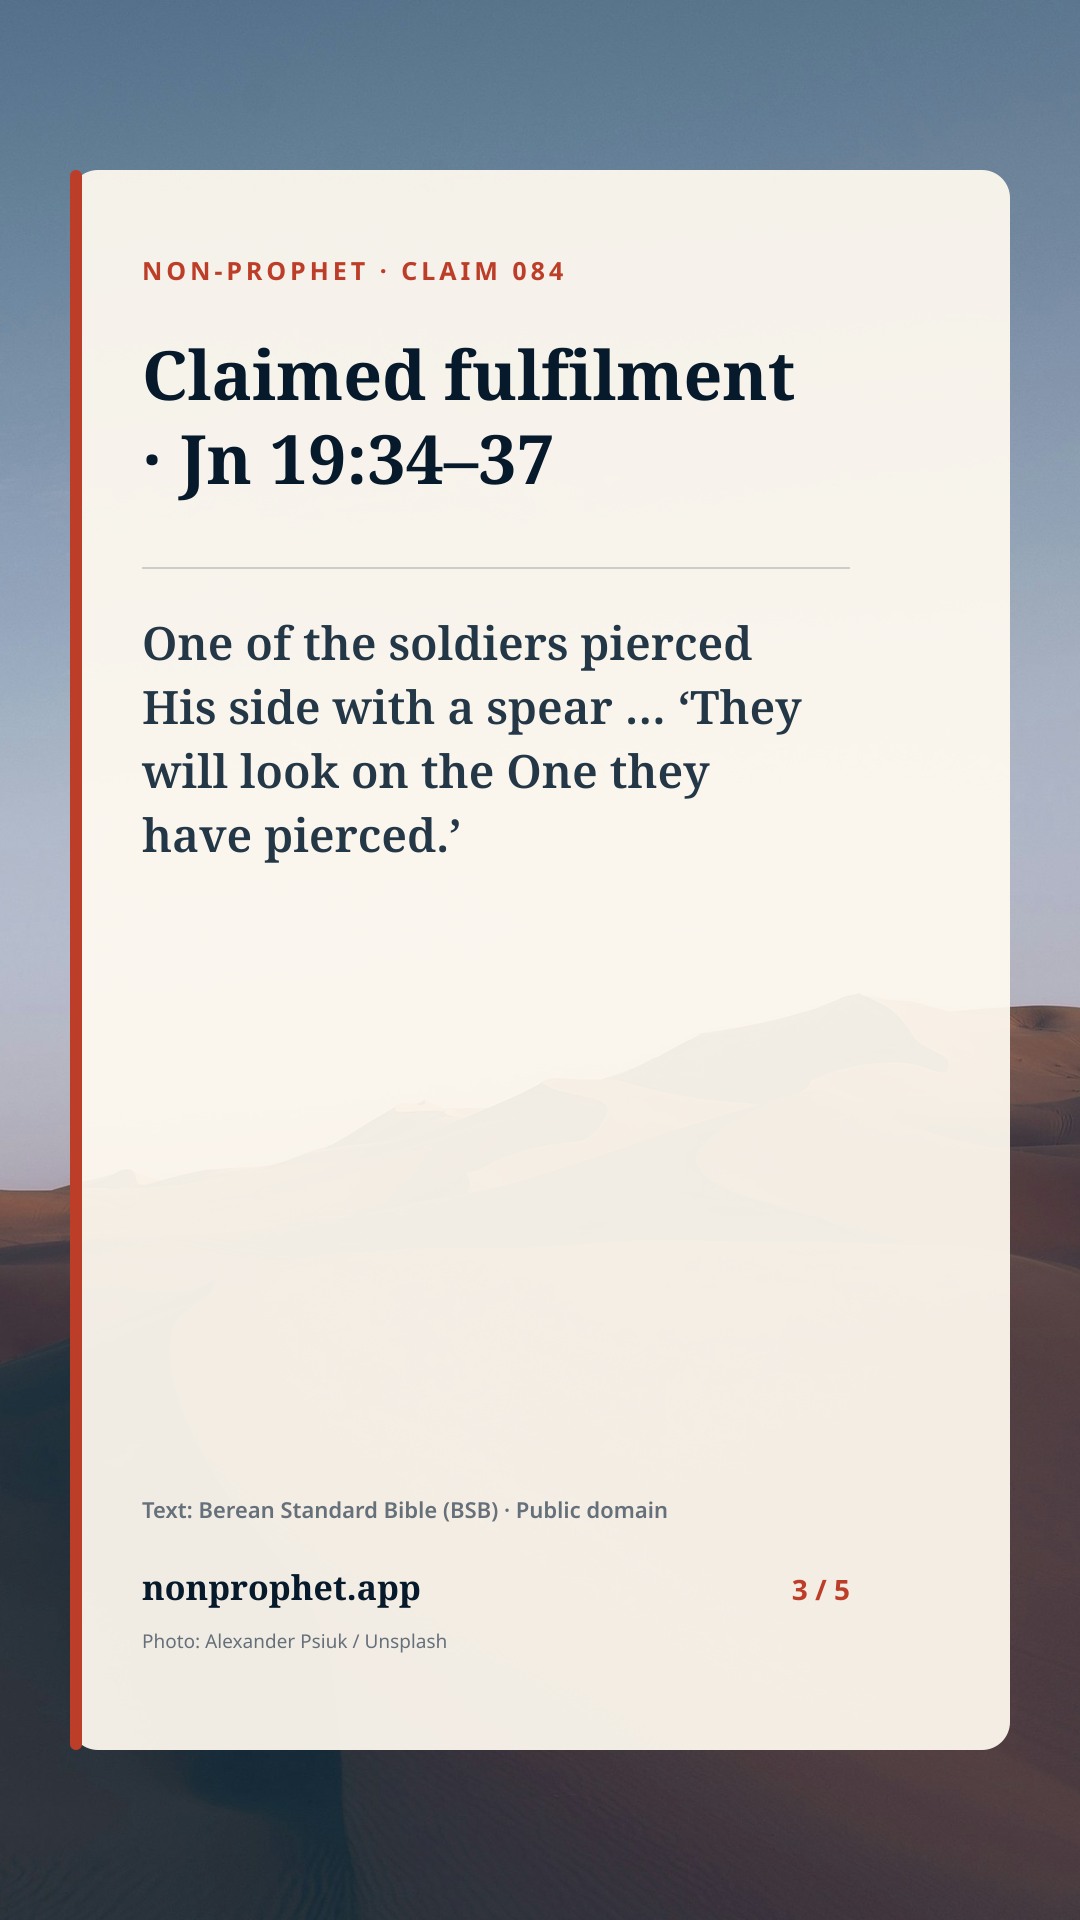 NON-PROPHET · CLAIM 084
Claimed fulfilment
· Jn 19:34–37
One of the soldiers pierced
His side with a spear … ‘They
will look on the One they
have pierced.’
Text: Berean Standard Bible (BSB) · Public domain
nonprophet.app
3 / 5
Photo: Alexander Psiuk / Unsplash